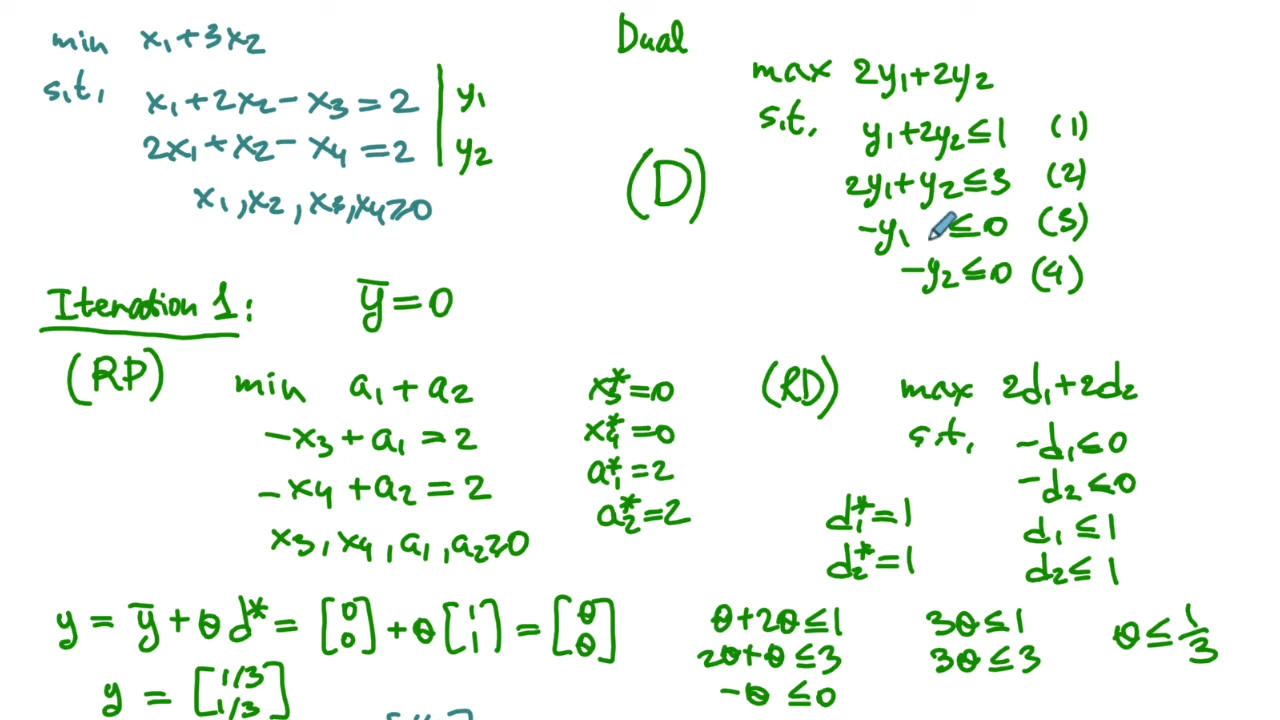 min x₁+3x₂
s.t. x₁+2x₂-x₃=2 | y₁
2x₁+x₂-x₄=2 | y₂
x₁,x₂,x₃,x₄≥0
Dual
(D)
max 2y₁+2y₂
s.t. y₁+2y₂≤1 (1)
2y₁+y₂≤3 (2)
-y₁ ≤0 (3)
-y₂≤0 (4)
Iteration 1: ȳ=0
(RP) min a₁+a₂
-x₃+a₁=2
-x₄+a₂=2
x₃,x₄,a₁,a₂≥0
x₃*=0
x₄*=0
a₁*=2
a₂*=2
(RD) max 2d₁+2d₂
s.t. -d₁≤0
-d₂≤0
d₁≤1
d₂≤1
d₁*=1
d₂*=1
y = ȳ+θd* = [0 0] + θ[1 1] = [θ θ]
θ+2θ≤1 3θ≤1 θ≤1/3
2θ+θ≤3 3θ≤3
-θ ≤0
y = [1/3 1/3]